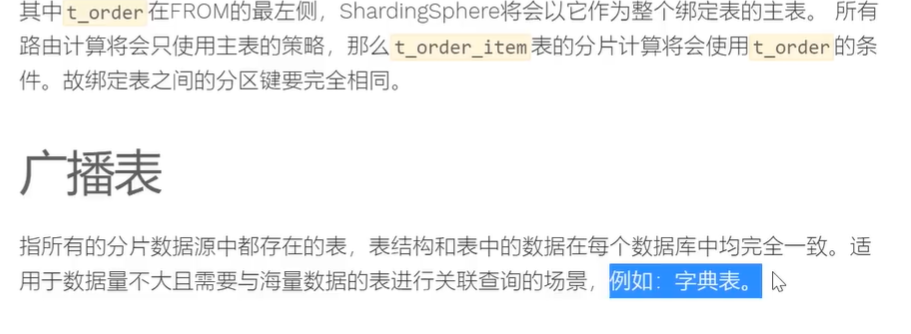 其中t_order在FROM的最左侧，ShardingSphere将会以它作为整个绑定表的主表。 所有
路由计算将会只使用主表的策略，那么t_order_item表的分片计算将会使用t_order的条
件。故绑定表之间的分区键要完全相同。
广播表
指所有的分片数据源中都存在的表，表结构和表中的数据在每个数据库中均完全一致。适
用于数据量不大且需要与海量数据的表进行关联查询的场景，例如：字典表。